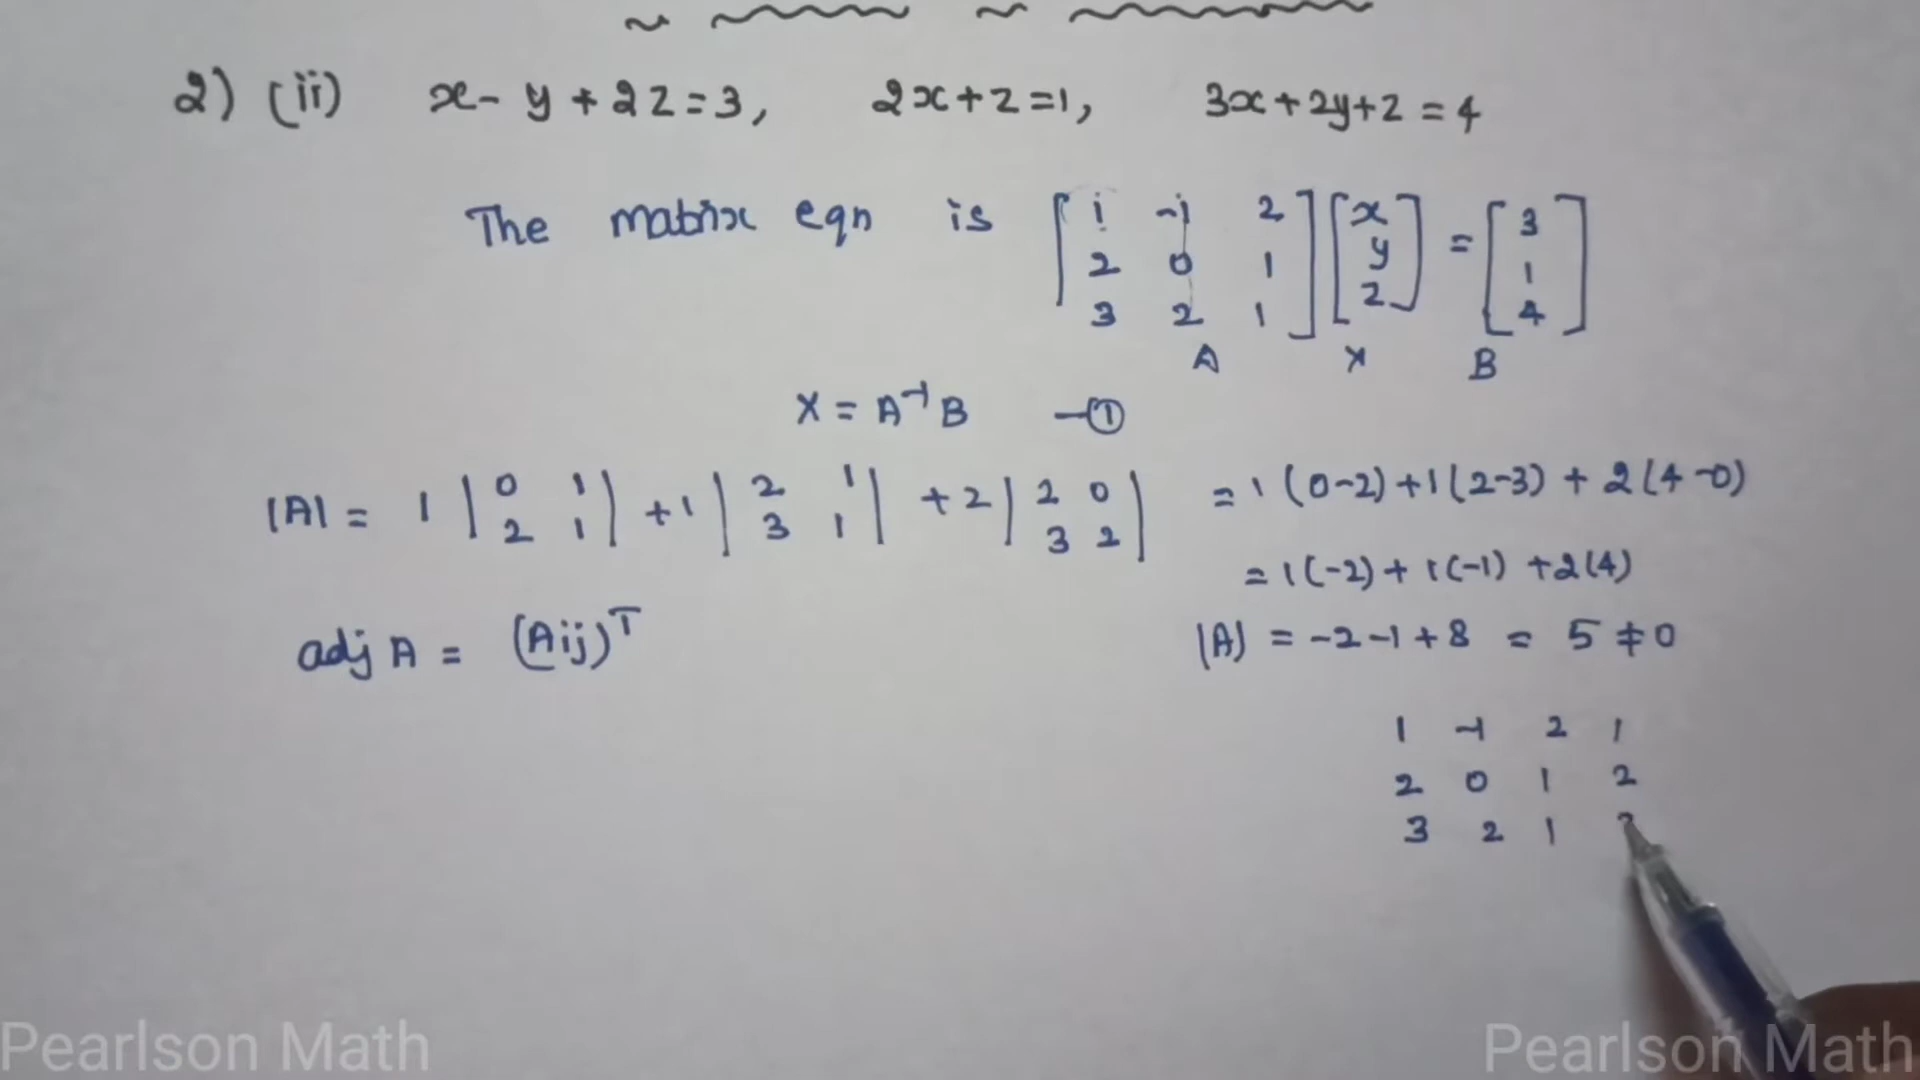 2) (ii) x - y + 2z = 3, 2x + z = 1, 3x + 2y + z = 4
The matrix eqn is [ 1 -1 2 ] [ x ] = [ 3 ]
[ 2 0 1 ] [ y ] [ 1 ]
[ 3 2 1 ] [ z ] [ 4 ]
A X B
X = A⁻¹ B —①
|A| = 1 | 0 1 | + 1 | 2 1 | + 2 | 2 0 | = 1 (0-2) + 1 (2-3) + 2 (4-0)
| 2 1 | | 3 1 | | 3 2 |
= 1(-2) + 1(-1) + 2(4)
adj A = (Aij)ᵀ |A| = -2 -1 + 8 = 5 ≠ 0
1 -1 2 1
2 0 1 2
3 2 1
Pearlson Math Pearlson Math